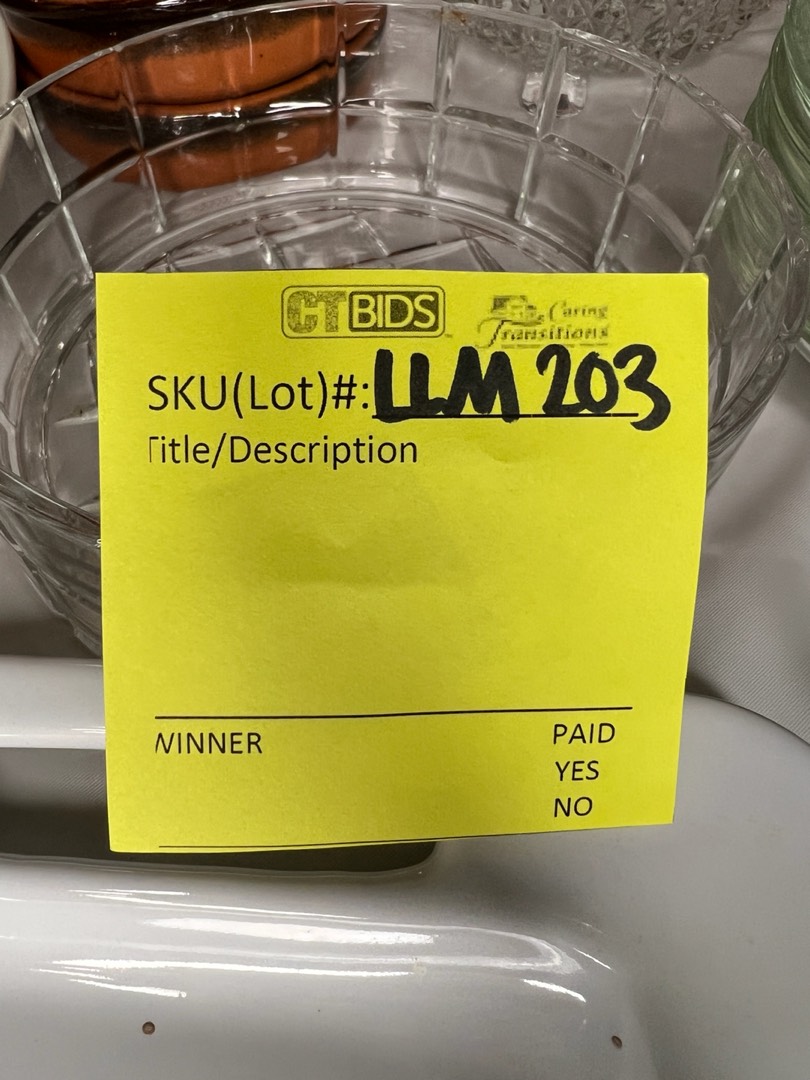 CTBIDS
Caring
Transitions
SKU(Lot)#: LLM 203
Title/Description
WINNER PAID
YES
NO